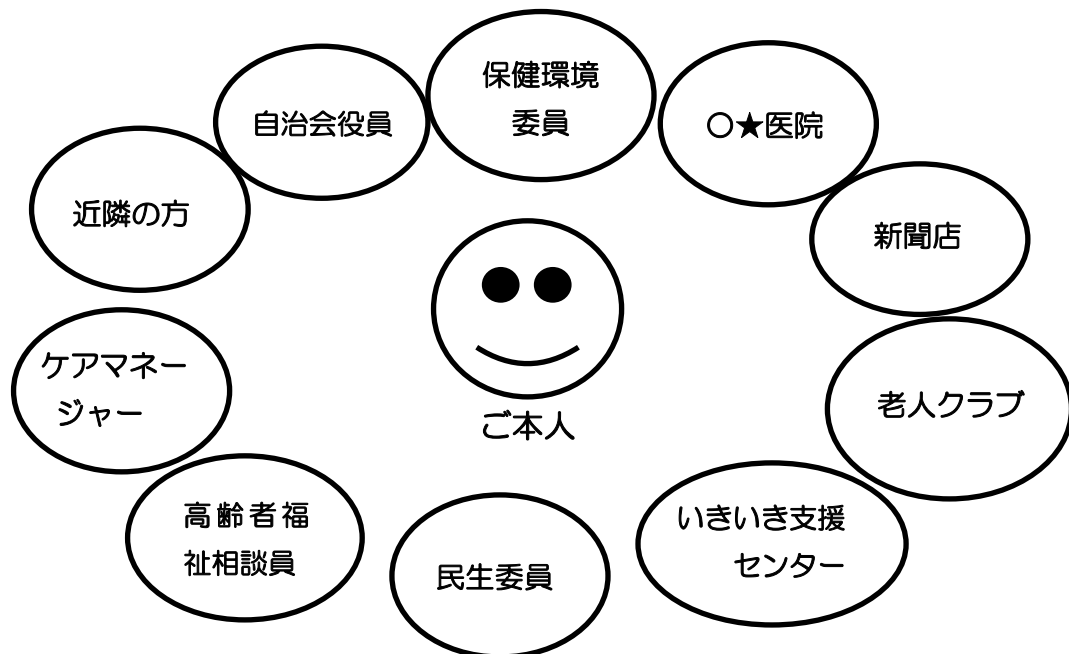 保健環境
委員
自治会役員
〇★医院
近隣の方
新聞店
ケアマネー
ジャー
ご本人
老人クラブ
高齢者福
祉相談員
民生委員
いきいき支援
センター